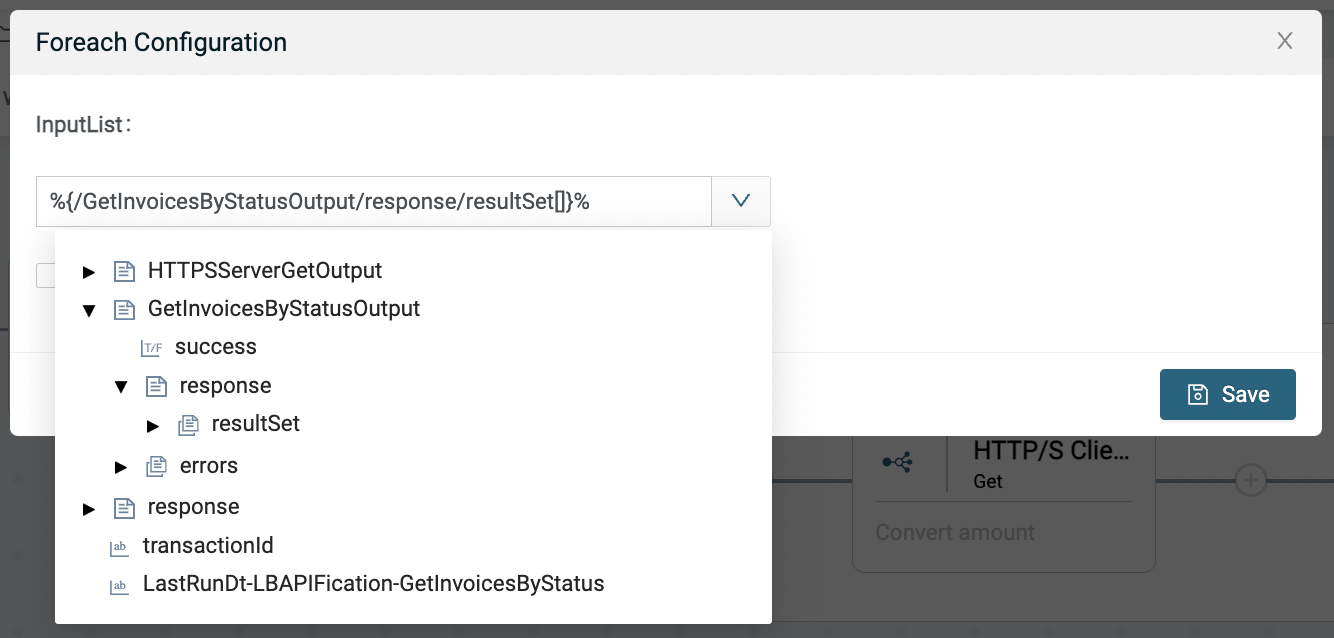 Foreach Configuration
X
InputList:
%{/GetInvoicesByStatusOutput/response/resultSet[]}%
HTTPSServerGetOutput
GetInvoicesByStatusOutput
T/F success
response
resultSet
errors
response
ab transactionId
ab LastRunDt-LBAPIFication-GetInvoicesByStatus
Save
HTTP/S Clie...
Get
Convert amount